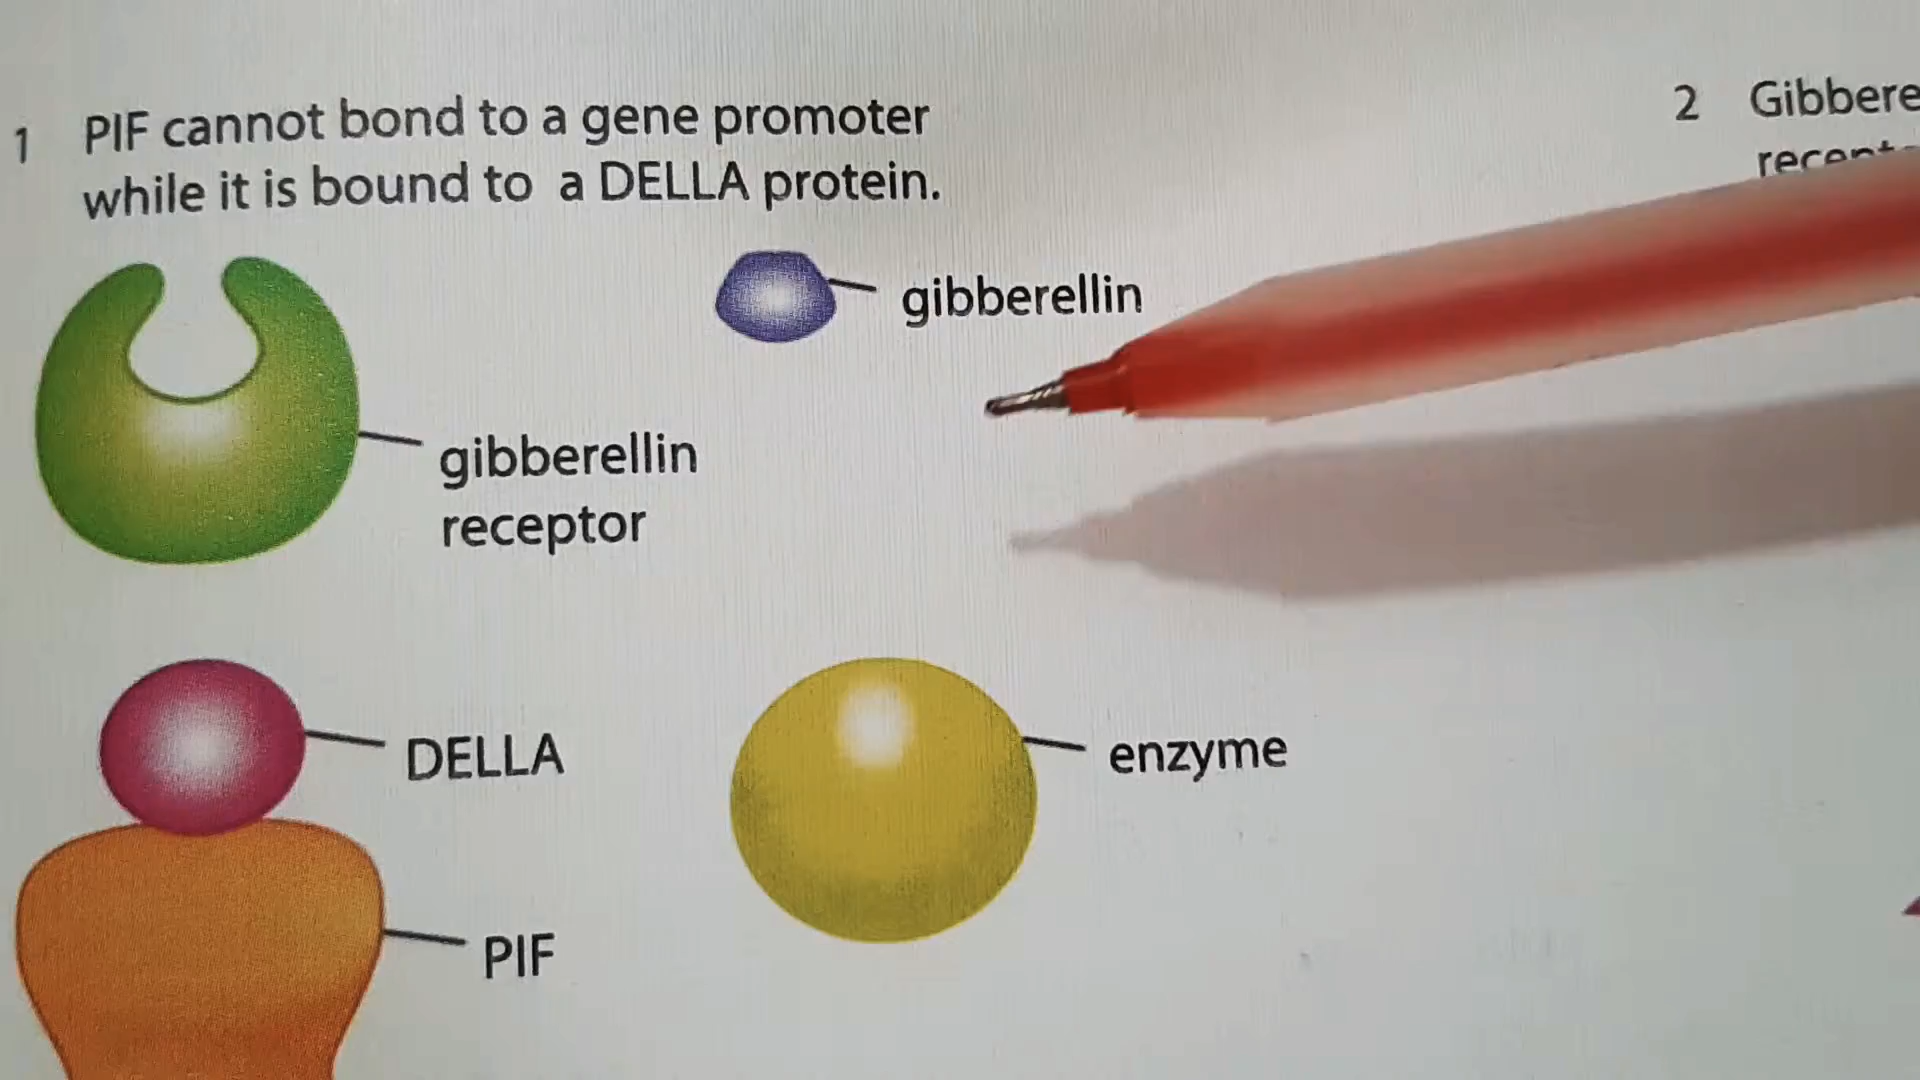 1 PIF cannot bond to a gene promoter
while it is bound to a DELLA protein.
2 Gibbere
gibberellin
gibberellin
receptor
DELLA
enzyme
PIF